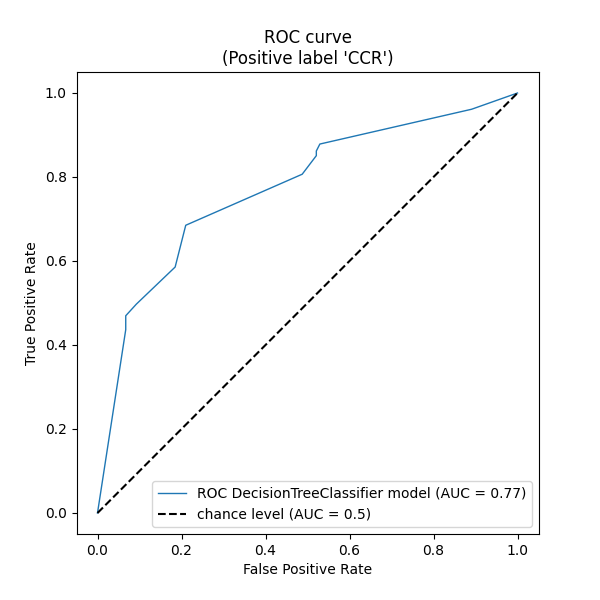 ROC curve
(Positive label 'CCR')
1.0
0.8
0.6
0.4
0.2
0.0
True Positive Rate
ROC DecisionTreeClassifier model (AUC = 0.77)
chance level (AUC = 0.5)
0.0 0.2 0.4 0.6 0.8 1.0
False Positive Rate